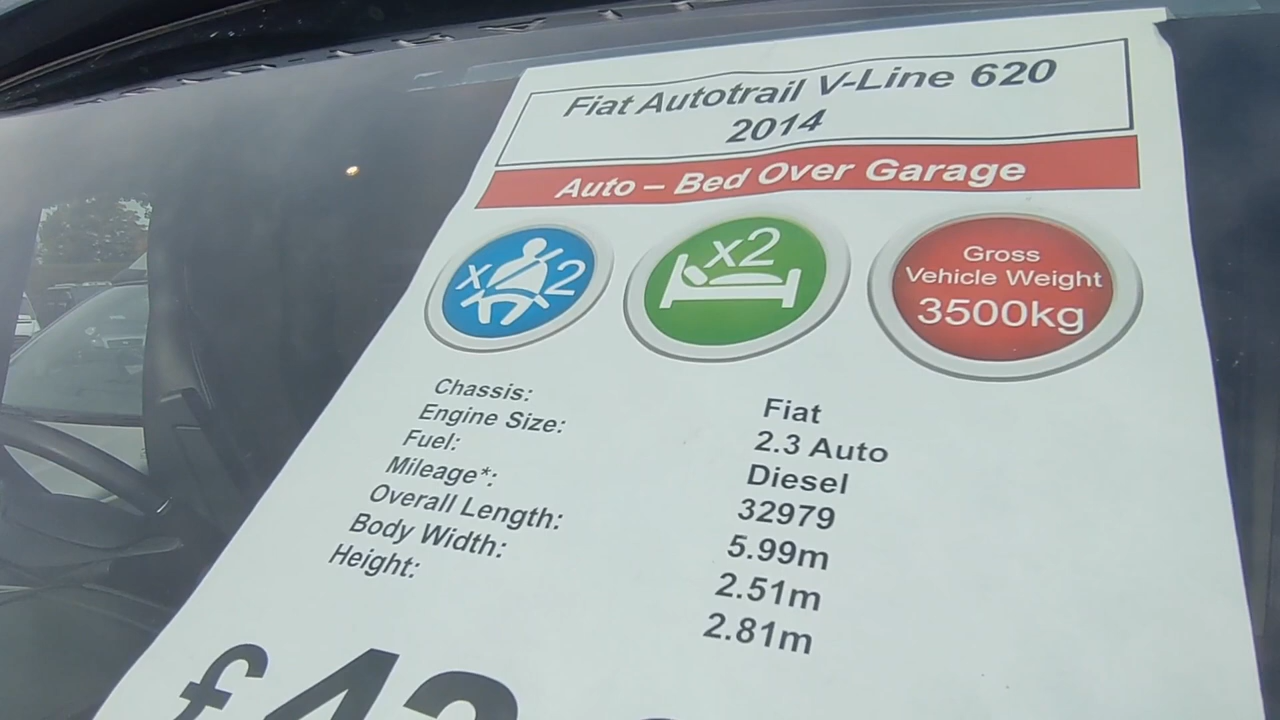 Fiat Autotrail V-Line 620
2014
Auto – Bed Over Garage
x 2
x2
Gross
Vehicle Weight
3500kg
Chassis: Fiat
Engine Size: 2.3 Auto
Fuel: Diesel
Mileage*: 32979
Overall Length: 5.99m
Body Width: 2.51m
Height: 2.81m